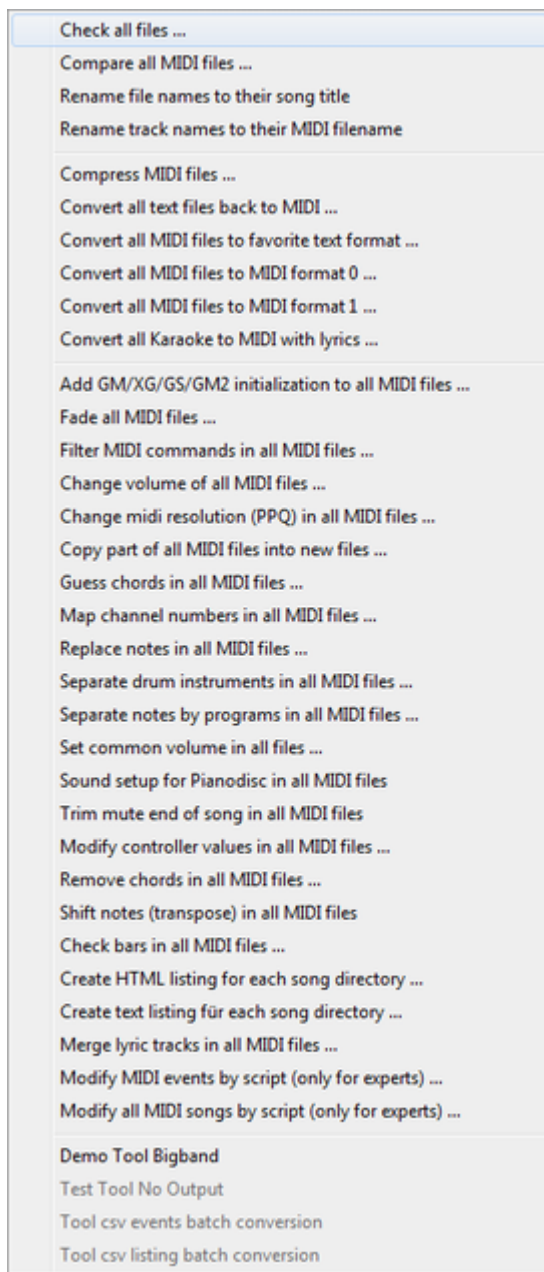 Check all files ...
Compare all MIDI files ...
Rename file names to their song title
Rename track names to their MIDI filename
Compress MIDI files ...
Convert all text files back to MIDI ...
Convert all MIDI files to favorite text format ...
Convert all MIDI files to MIDI format 0 ...
Convert all MIDI files to MIDI format 1 ...
Convert all Karaoke to MIDI with lyrics ...
Add GM/XG/GS/GM2 initialization to all MIDI files ...
Fade all MIDI files ...
Filter MIDI commands in all MIDI files ...
Change volume of all MIDI files ...
Change midi resolution (PPQ) in all MIDI files ...
Copy part of all MIDI files into new files ...
Guess chords in all MIDI files ...
Map channel numbers in all MIDI files ...
Replace notes in all MIDI files ...
Separate drum instruments in all MIDI files ...
Separate notes by programs in all MIDI files ...
Set common volume in all files ...
Sound setup for Pianodisc in all MIDI files
Trim mute end of song in all MIDI files
Modify controller values in all MIDI files ...
Remove chords in all MIDI files ...
Shift notes (transpose) in all MIDI files
Check bars in all MIDI files ...
Create HTML listing for each song directory ...
Create text listing für each song directory ...
Merge lyric tracks in all MIDI files ...
Modify MIDI events by script (only for experts) ...
Modify all MIDI songs by script (only for experts) ...
Demo Tool Bigband
Test Tool No Output
Tool csv events batch conversion
Tool csv listing batch conversion